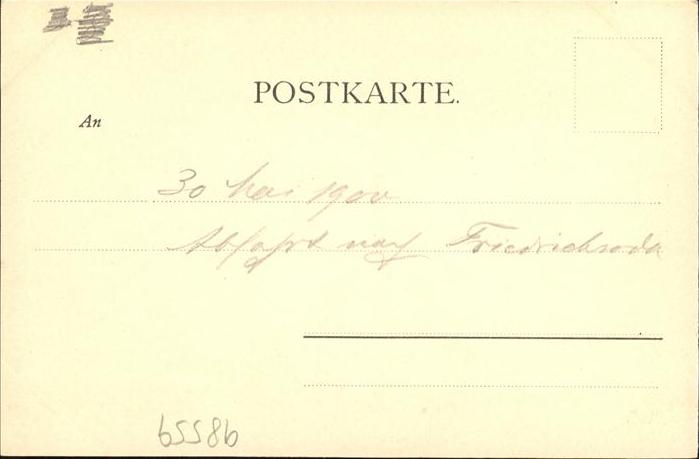 POSTKARTE.
An
30 Mai 1900
Abfahrt nach Friedrichroda
65586